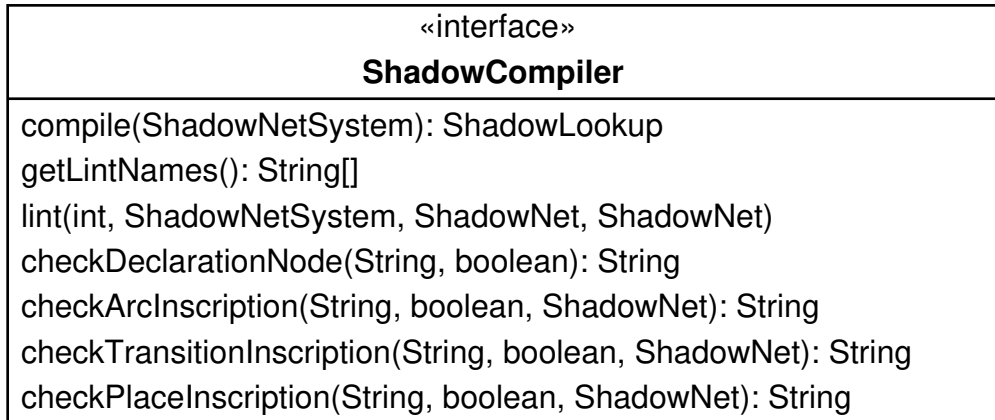 «interface»
ShadowCompiler
compile(ShadowNetSystem): ShadowLookup
getLintNames(): String[]
lint(int, ShadowNetSystem, ShadowNet, ShadowNet)
checkDeclarationNode(String, boolean): String
checkArcInscription(String, boolean, ShadowNet): String
checkTransitionInscription(String, boolean, ShadowNet): String
checkPlaceInscription(String, boolean, ShadowNet): String